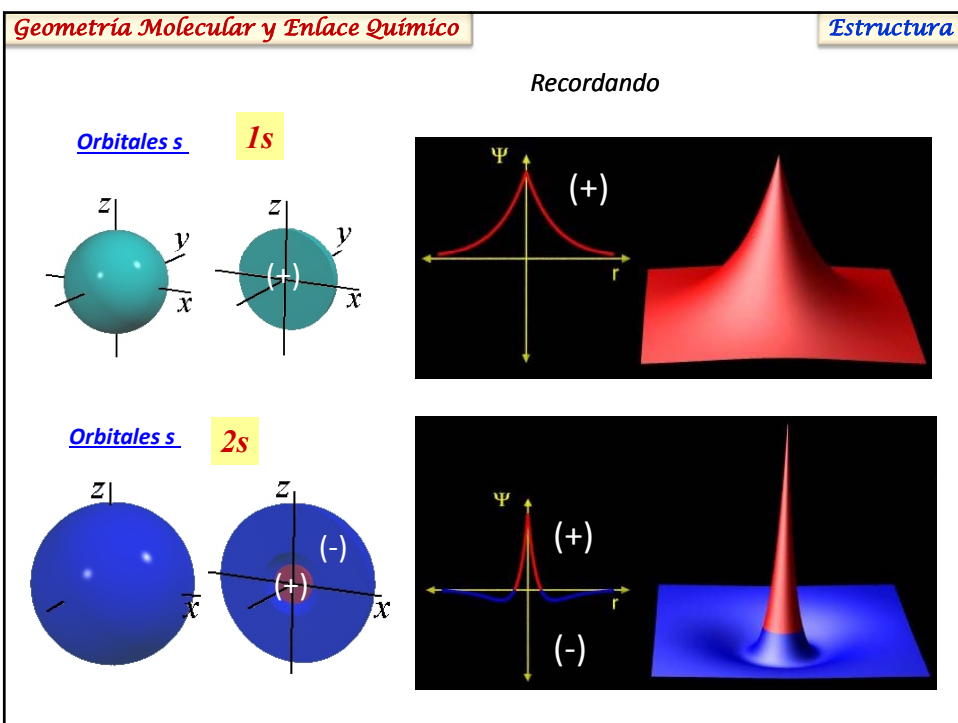 Geometría Molecular y Enlace Químico
Estructura
Recordando
Orbitales s 1s
z
y
x
z
y
x
(+)
Ψ
(+)
r
Orbitales s 2s
z
x
z
x
(-)
(+)
Ψ
(+)
r
(-)